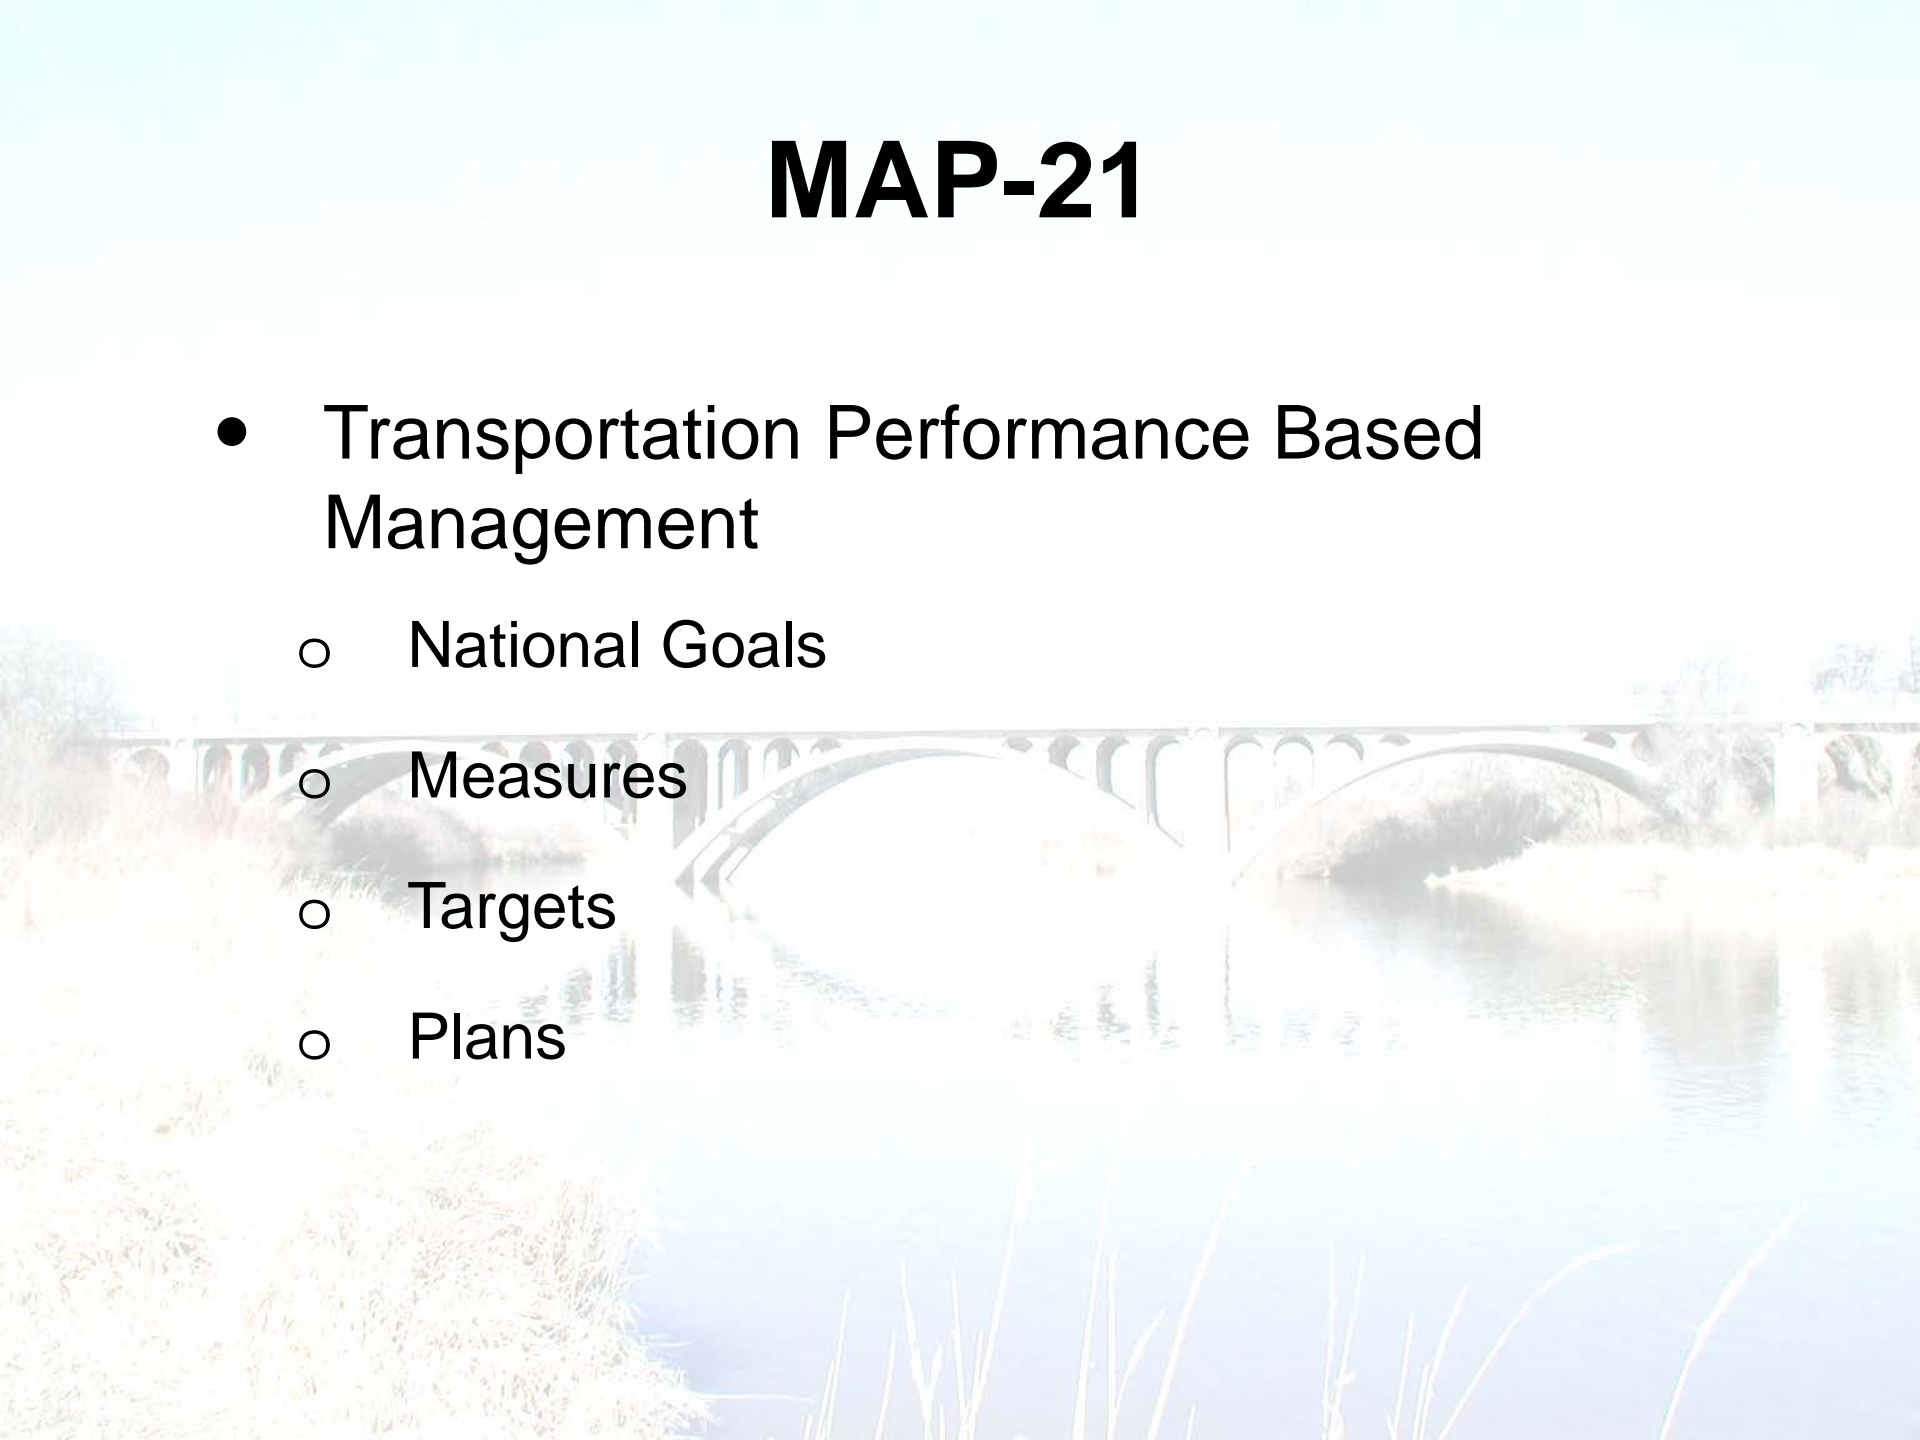 MAP-21
• Transportation Performance Based
Management
o National Goals
o Measures
o Targets
o Plans